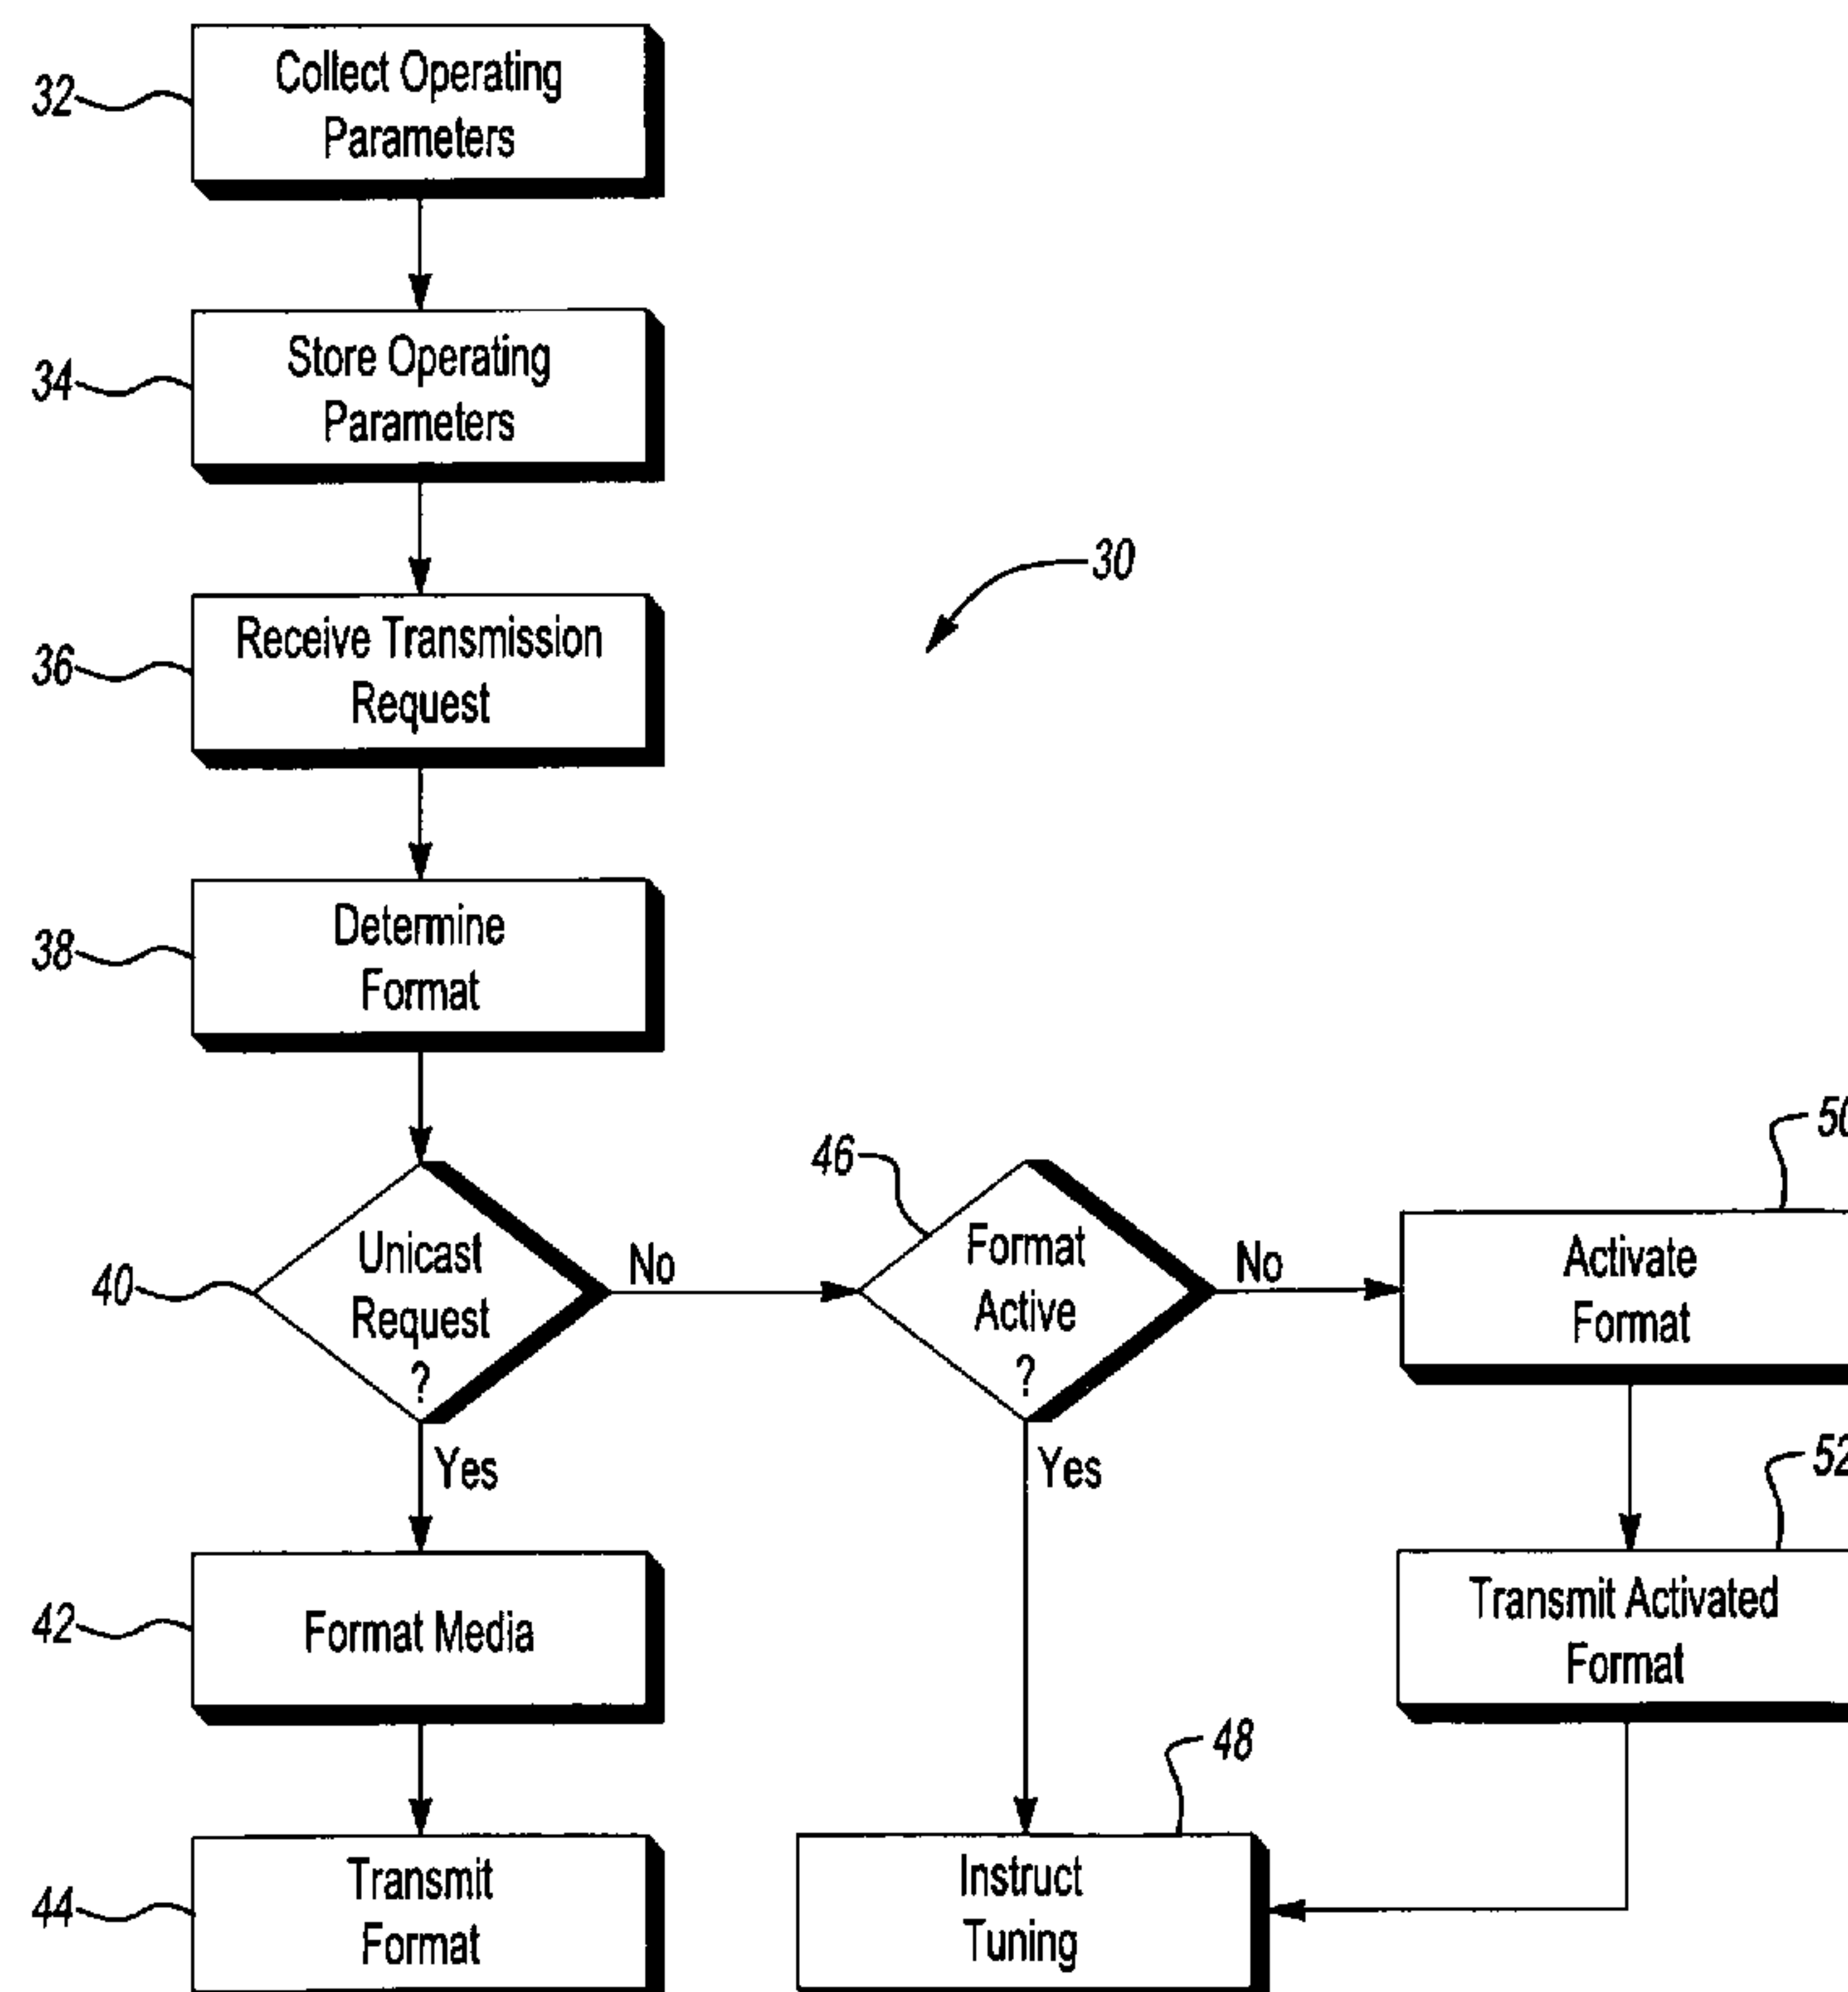 32
Collect Operating
Parameters
34
Store Operating
Parameters
30
36
Receive Transmission
Request
38
Determine
Format
40
Unicast
Request
?
No
Yes
46
Format
Active
?
No
Yes
50
Activate
Format
52
Transmit Activated
Format
42
Format Media
44
Transmit
Format
48
Instruct
Tuning